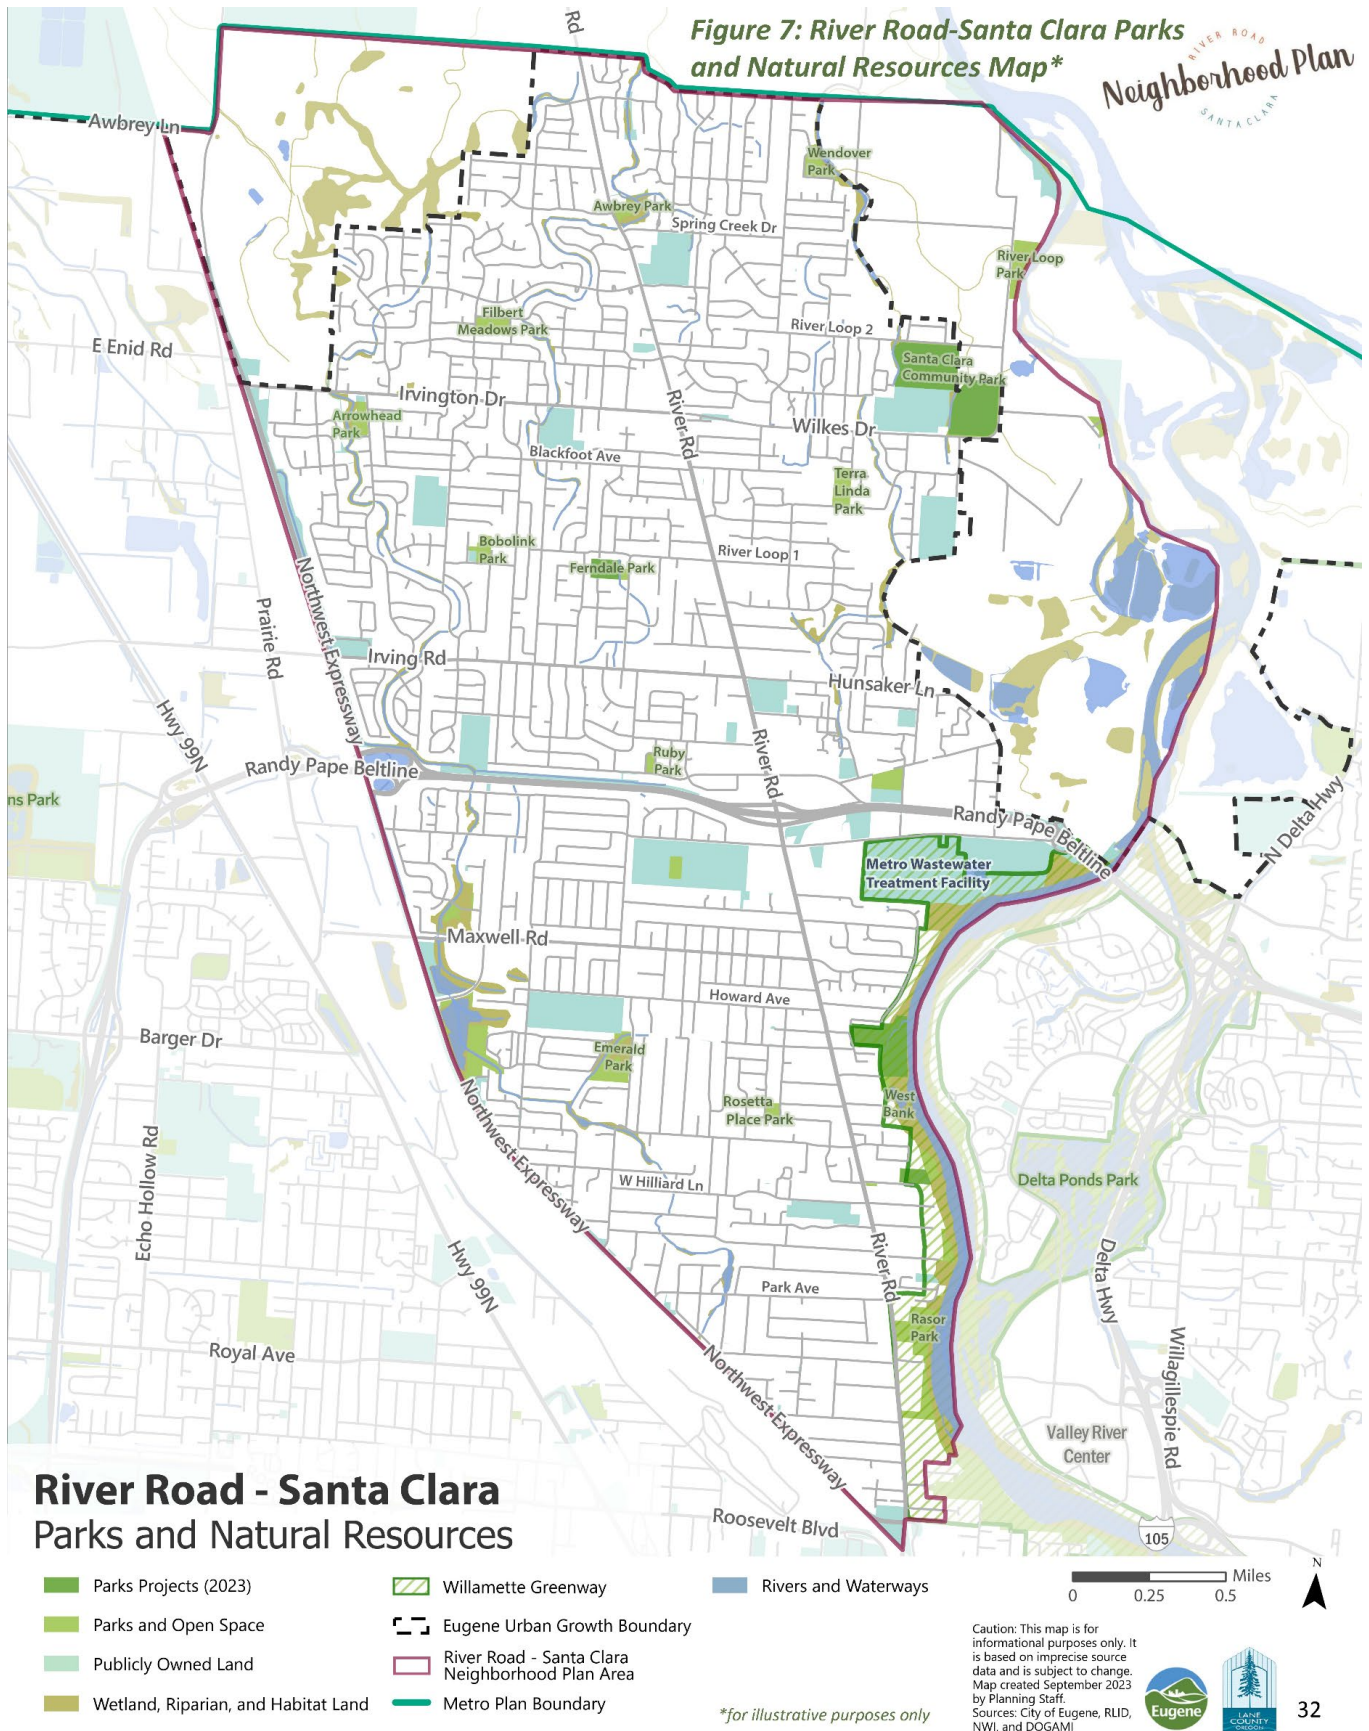 Figure 7: River Road-Santa Clara Parks
and Natural Resources Map*
RIVER ROAD
Neighborhood Plan
SANTA CLARA
Rd
Awbrey Ln
Wendover
Park
Awbrey Park
Spring Creek Dr
River Loop
Park
Filbert
Meadows Park
River Loop 2
E Enid Rd
Santa Clara
Community Park
Irvington Dr
River Rd
Arrowhead
Park
Wilkes Dr
Blackfoot Ave
Terra
Linda
Park
Bobolink
Park
River Loop 1
Ferndale Park
Northwest Expressway
Prairie Rd
Irving Rd
Hunsaker Ln
Hwy 99N
River Rd
Ruby
Park
Randy Pape Beltline
ns Park
Randy Pape Beltline
N Delta Hwy
Metro Wastewater
Treatment Facility
Maxwell Rd
Howard Ave
Barger Dr
Emerald
Park
Rosetta
Place Park
West
Bank
Northwest Expressway
Echo Hollow Rd
W Hilliard Ln
Delta Ponds Park
Hwy 99N
River Rd
Delta Hwy
Park Ave
Rasor
Park
Royal Ave
Willagillespie Rd
Northwest Expressway
Valley River
Center
Roosevelt Blvd
105
River Road - Santa Clara
Parks and Natural Resources
Parks Projects (2023)
Parks and Open Space
Publicly Owned Land
Wetland, Riparian, and Habitat Land
Willamette Greenway
Eugene Urban Growth Boundary
River Road - Santa Clara
Neighborhood Plan Area
Metro Plan Boundary
Rivers and Waterways
Miles
0 0.25 0.5
N
Caution: This map is for
informational purposes only. It
is based on imprecise source
data and is subject to change.
Map created September 2023
by Planning Staff.
Sources: City of Eugene, RLID,
NWI, and DOGAMI
Eugene
LANE
COUNTY
OREGON
*for illustrative purposes only
32